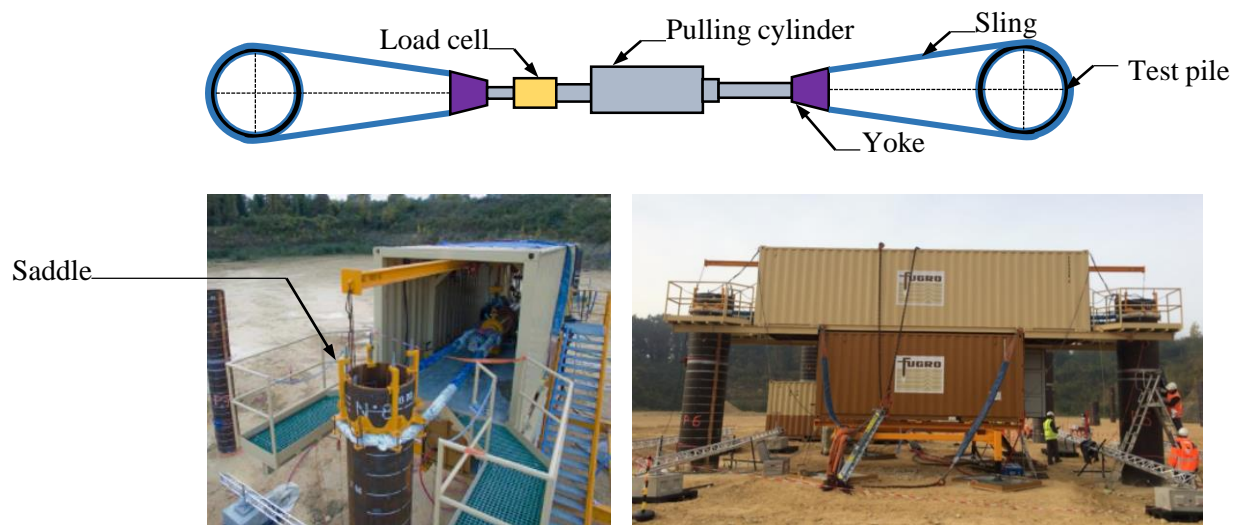 Load cell
Pulling cylinder
Sling
Test pile
Yoke
Saddle
FUGRO
FUGRO